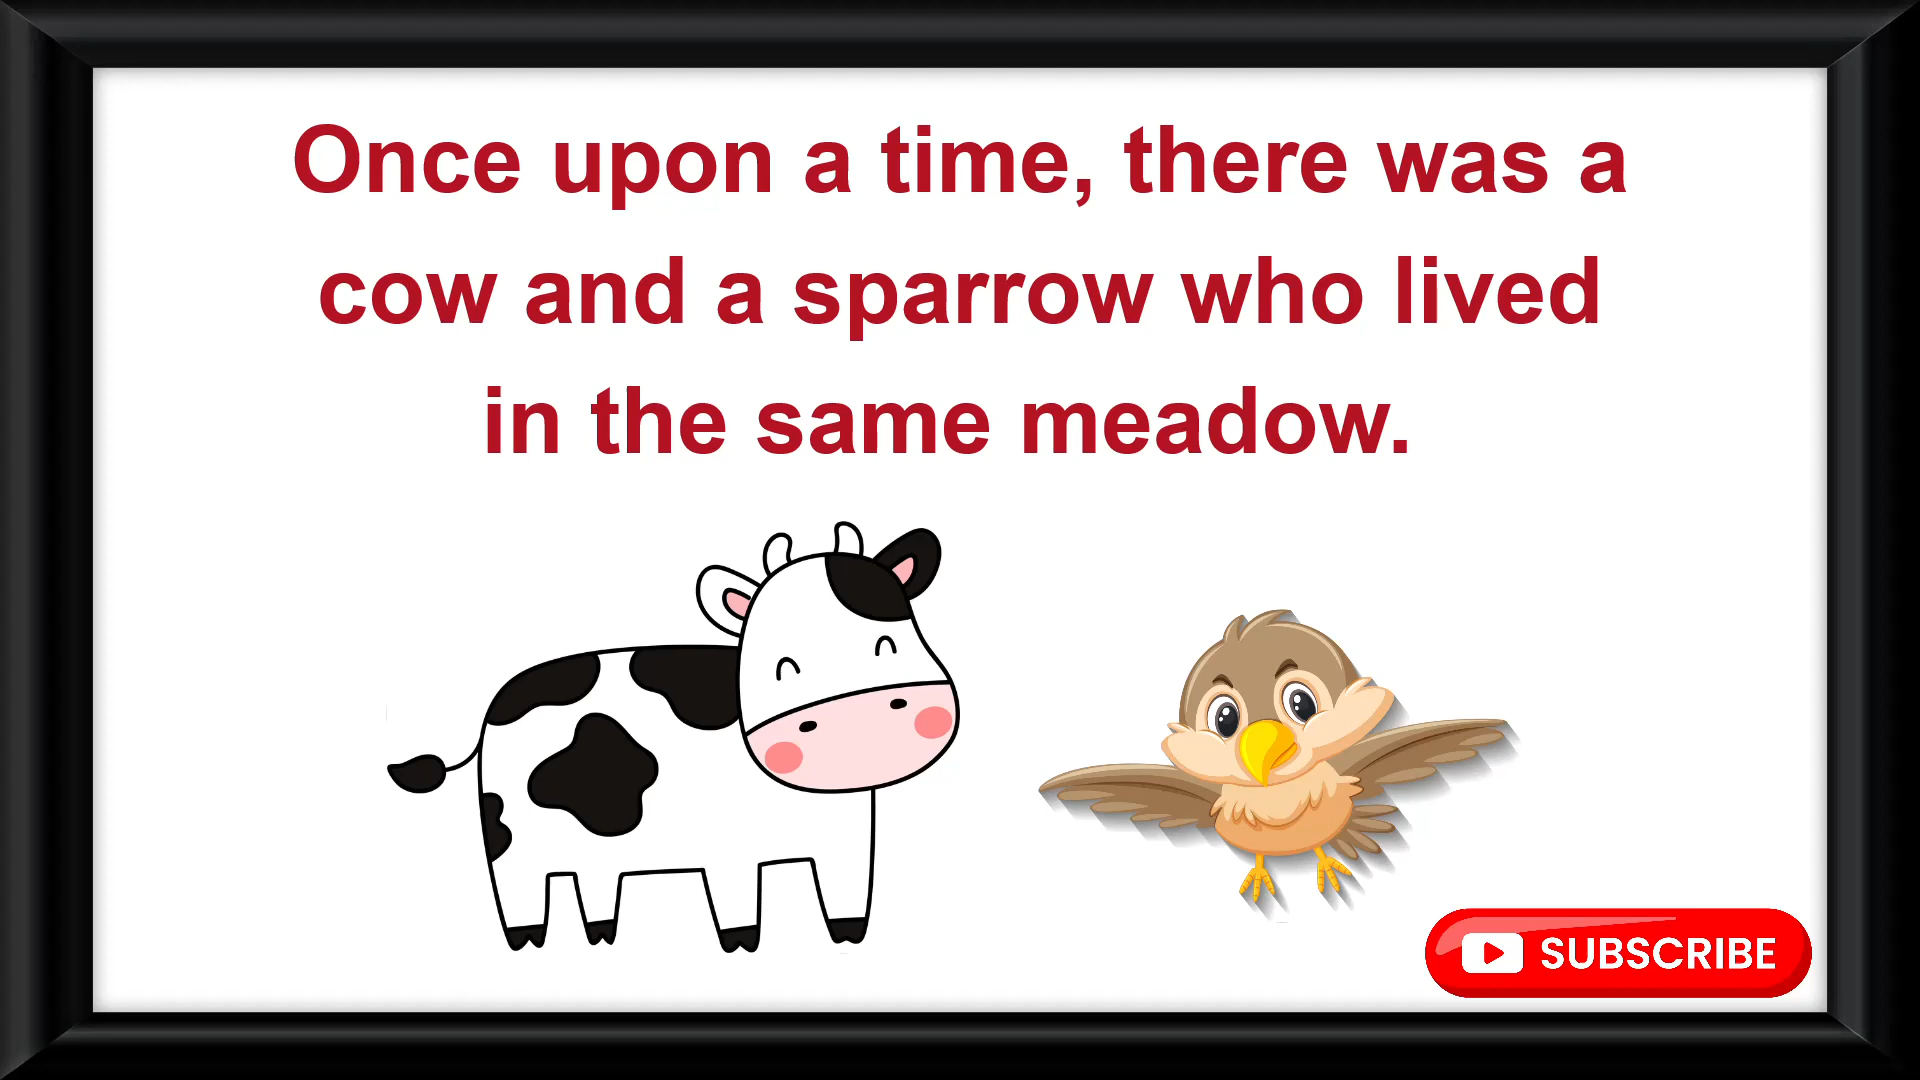 Once upon a time, there was a
cow and a sparrow who lived
in the same meadow.
SUBSCRIBE